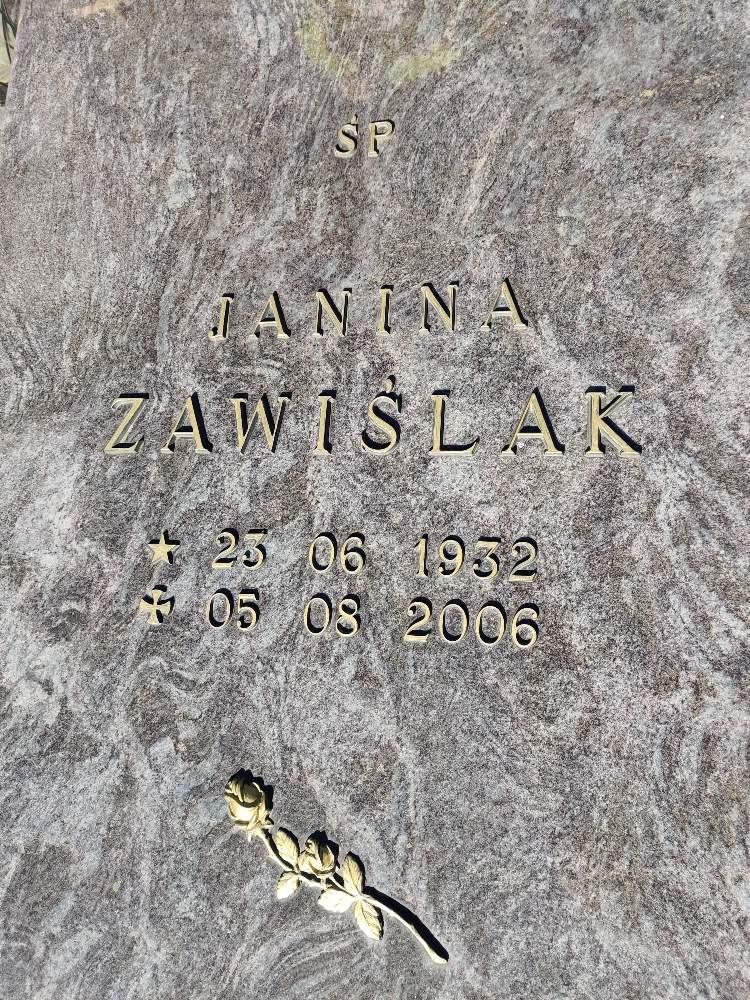 ŚP
JANINA
ZAWIŚLAK
★ 23 06 1932
✠ 05 08 2006